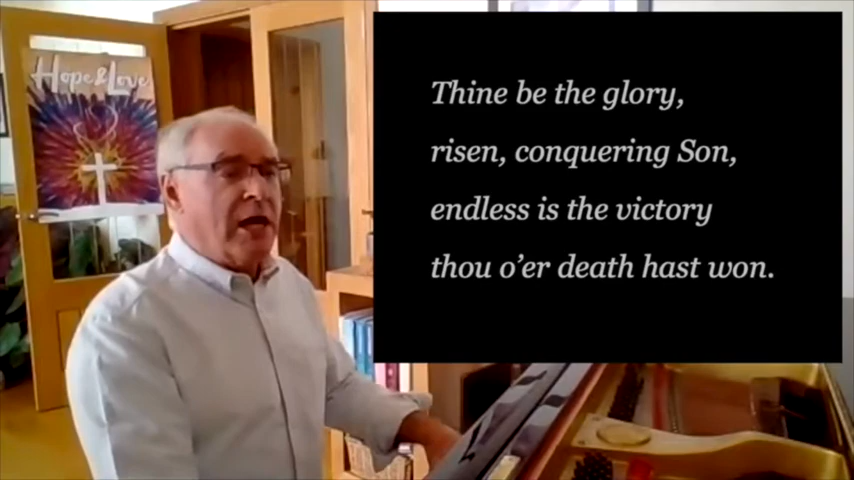 Hope & Love
Thine be the glory,
risen, conquering Son,
endless is the victory
thou o'er death hast won.